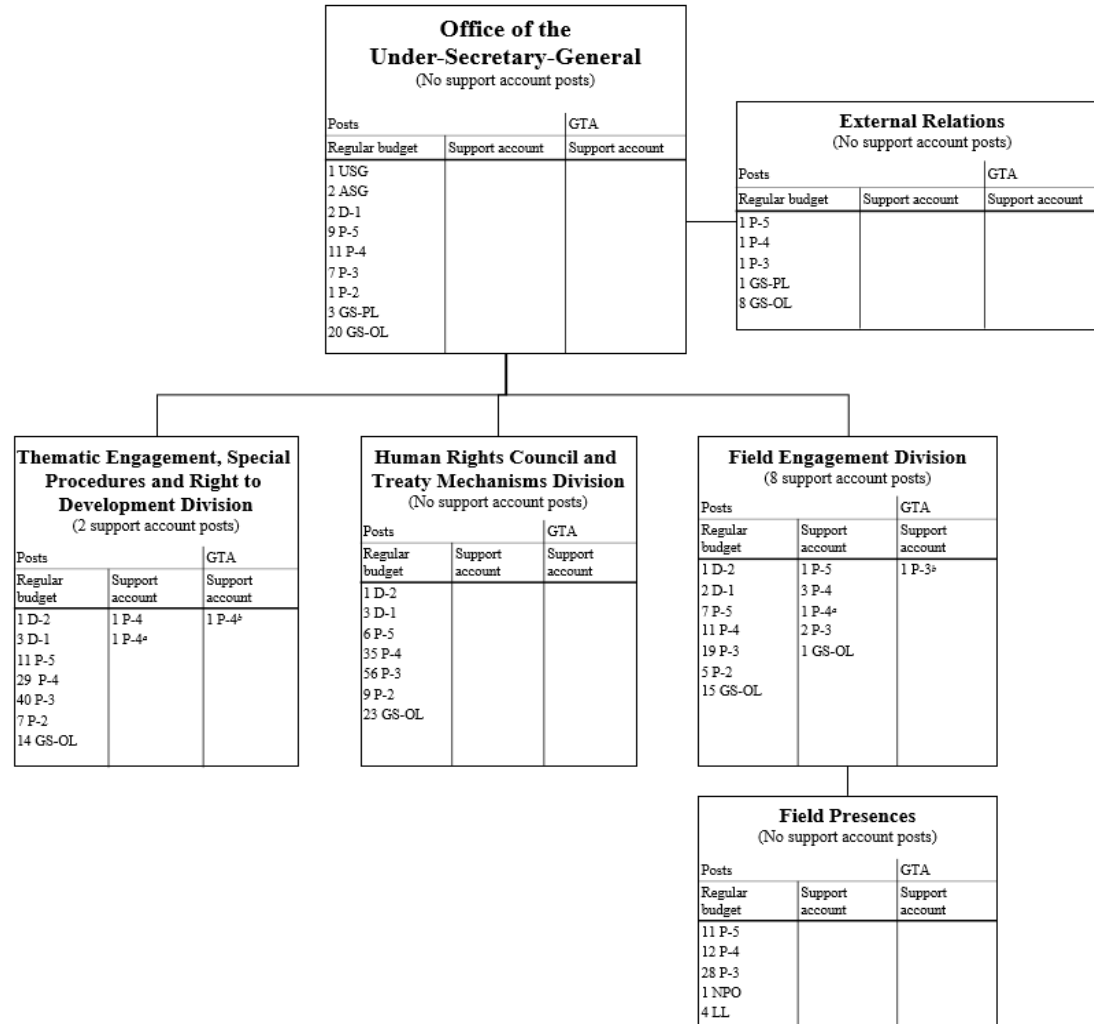 Office of the
Under-Secretary-General
(No support account posts)
Posts GTA
Regular budget Support account Support account
1 USG
2 ASG
2 D-1
9 P-5
11 P-4
7 P-3
1 P-2
3 GS-PL
20 GS-OL
External Relations
(No support account posts)
Posts GTA
Regular budget Support account Support account
1 P-5
1 P-4
1 P-3
1 GS-PL
8 GS-OL
Thematic Engagement, Special
Procedures and Right to
Development Division
(2 support account posts)
Posts GTA
Regular budget Support account Support account
1 D-2 1 P-4 1 P-4ᵇ
3 D-1 1 P-4ᵃ
11 P-5
29 P-4
40 P-3
7 P-2
14 GS-OL
Human Rights Council and
Treaty Mechanisms Division
(No support account posts)
Posts GTA
Regular budget Support account Support account
1 D-2
3 D-1
6 P-5
35 P-4
56 P-3
9 P-2
23 GS-OL
Field Engagement Division
(8 support account posts)
Posts GTA
Regular budget Support account Support account
1 D-2 1 P-5 1 P-3ᵇ
2 D-1 3 P-4
7 P-5 1 P-4ᵃ
11 P-4 2 P-3
19 P-3 1 GS-OL
5 P-2
15 GS-OL
Field Presences
(No support account posts)
Posts GTA
Regular budget Support account Support account
11 P-5
12 P-4
28 P-3
1 NPO
4 LL